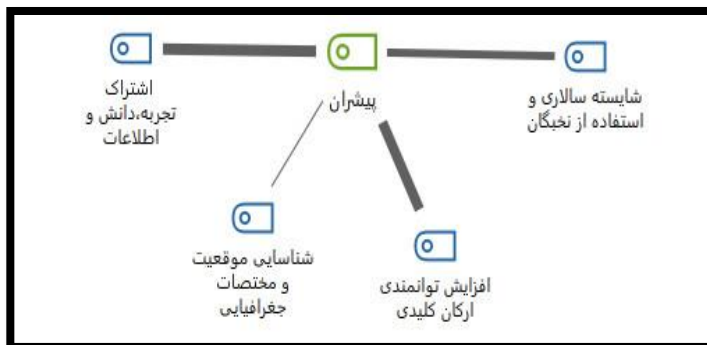 اشتراک
تجربه،دانش و
اطلاعات
پیشران
شایسته سالاری و
استفاده از نخبگان
شناسایی موقعیت
و مختصات
جغرافیایی
افزایش توانمندی
ارکان کلیدی